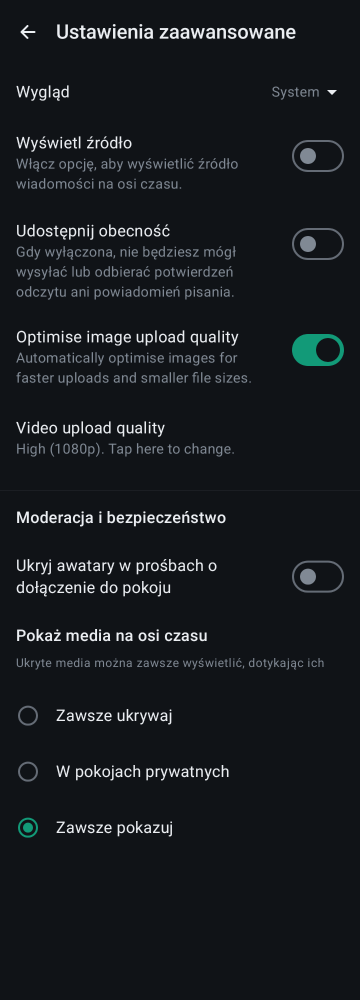 Ustawienia zaawansowane
Wygląd
System
Wyświetl źródło
Włącz opcję, aby wyświetlić źródło
wiadomości na osi czasu.
Udostępnij obecność
Gdy wyłączona, nie będziesz mógł
wysyłać lub odbierać potwierdzeń
odczytu ani powiadomień pisania.
Optimise image upload quality
Automatically optimise images for
faster uploads and smaller file sizes.
Video upload quality
High (1080p). Tap here to change.
Moderacja i bezpieczeństwo
Ukryj awatary w prośbach o
dołączenie do pokoju
Pokaż media na osi czasu
Ukryte media można zawsze wyświetlić, dotykając ich
Zawsze ukrywaj
W pokojach prywatnych
Zawsze pokazuj